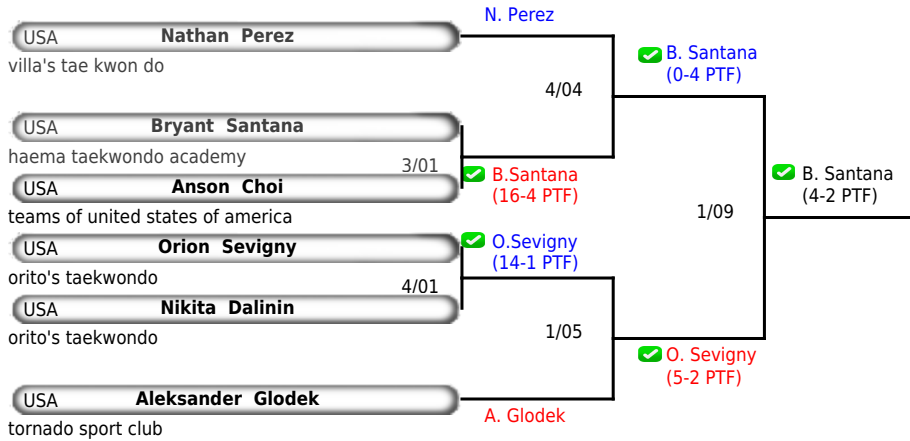 N. Perez
USA Nathan Perez
villa's tae kwon do
B. Santana
(0-4 PTF)
4/04
USA Bryant Santana
haema taekwondo academy
3/01
B.Santana
(16-4 PTF)
USA Anson Choi
teams of united states of america
B. Santana
(4-2 PTF)
1/09
USA Orion Sevigny
orito's taekwondo
O.Sevigny
(14-1 PTF)
4/01
USA Nikita Dalinin
orito's taekwondo
1/05
O. Sevigny
(5-2 PTF)
USA Aleksander Glodek
tornado sport club
A. Glodek